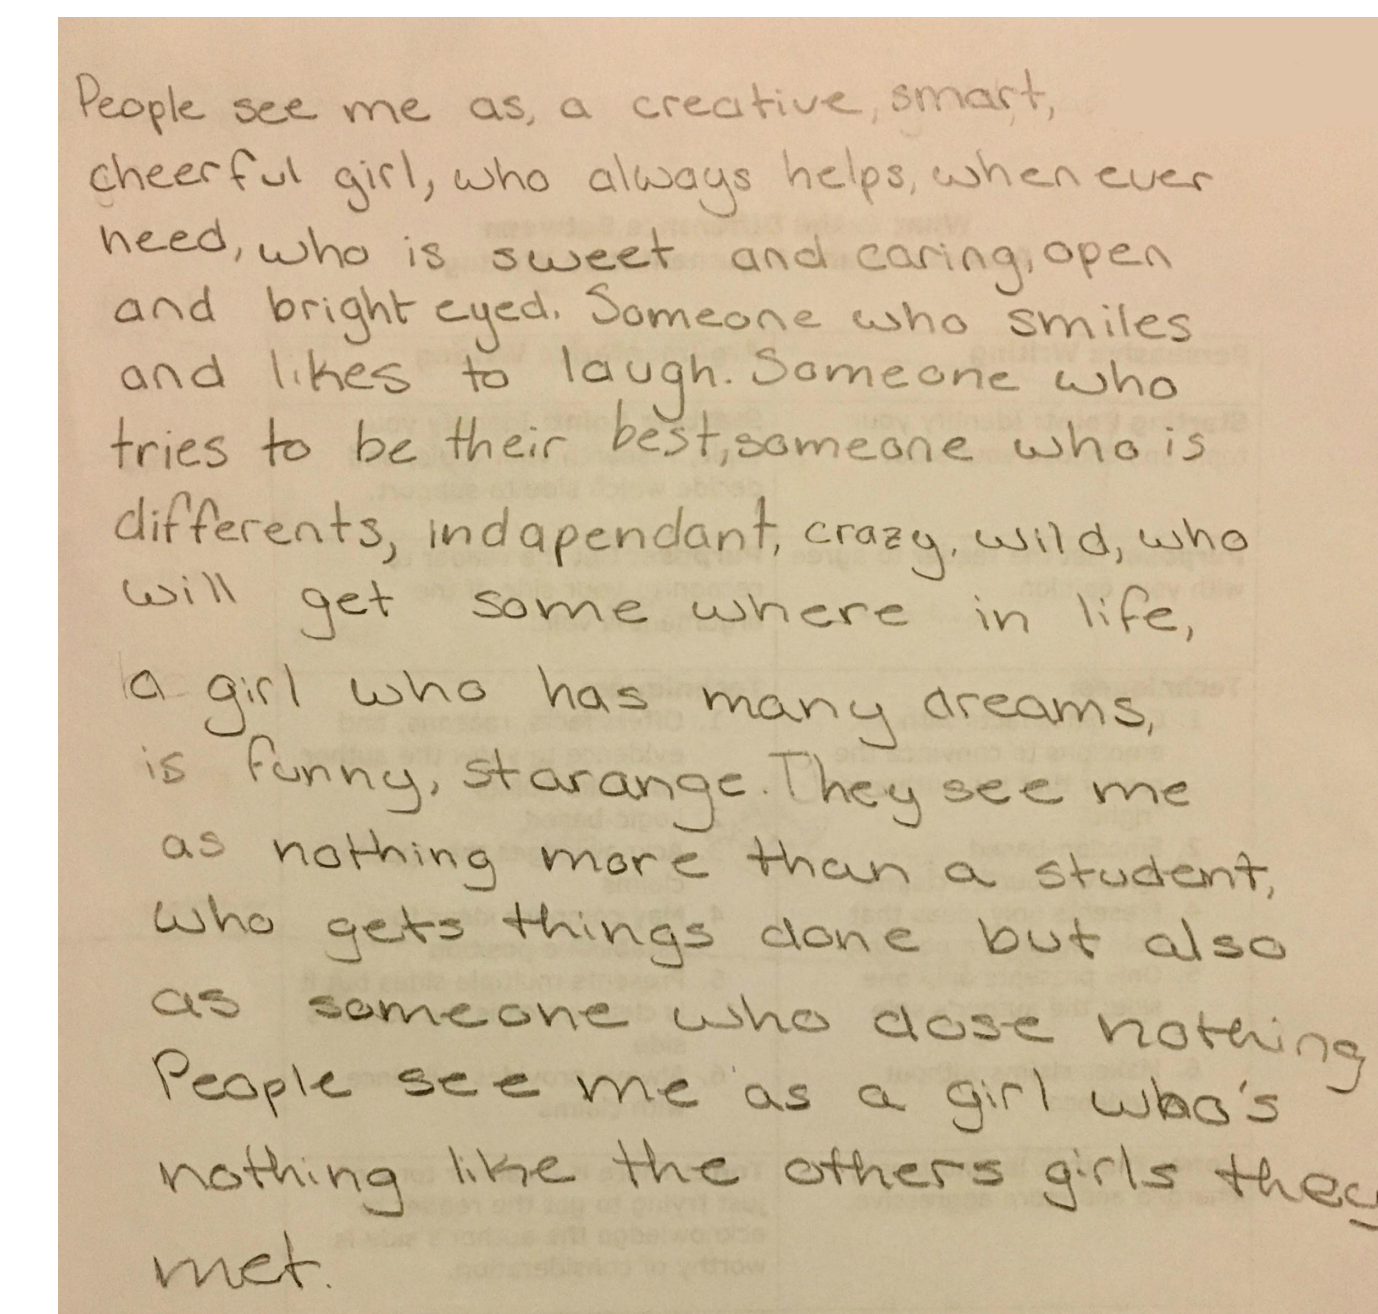 People see me as, a creative, smart,
cheerful girl, who always helps, when ever
need, who is sweet and caring, open
and bright eyed. Someone who smiles
and likes to laugh. Someone who
tries to be their best, someone who is
differents, indapendant, crazy, wild, who
will get some where in life,
a girl who has many dreams,
is funny, starange. They see me
as nothing more than a student,
who gets things done but also
as someone who dose nothing
People see me as a girl who's
nothing like the others girls they
met.